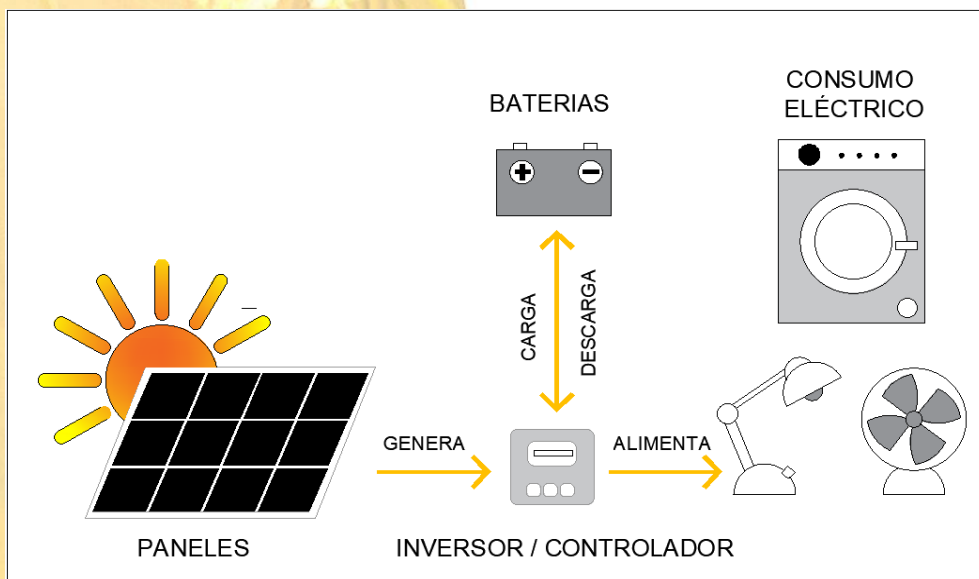 CONSUMO
ELÉCTRICO
BATERIAS
CARGA
DESCARGA
GENERA
ALIMENTA
PANELES
INVERSOR / CONTROLADOR